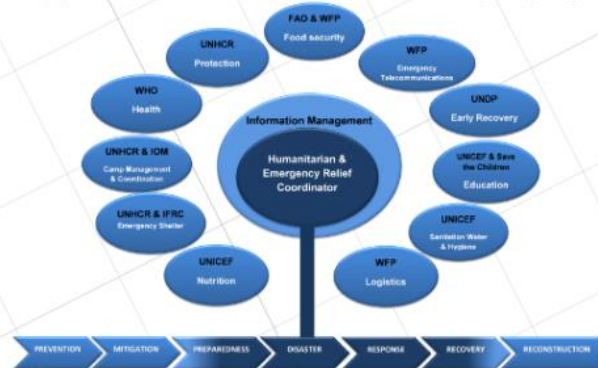 FAO & WFP
Food security
UNHCR
Protection
WFP
Emergency
Telecommunications
WHO
Health
UNDP
Early Recovery
Information Management
Humanitarian &
Emergency Relief
Coordinator
UNHCR & IOM
Camp Management
& Coordination
UNICEF & Save
the Children
Education
UNHCR & IFRC
Emergency Shelter
UNICEF
Sanitation Water
& Hygiene
UNICEF
Nutrition
WFP
Logistics
PREVENTION
MITIGATION
PREPAREDNESS
DISASTER
RESPONSE
RECOVERY
RECONSTRUCTION